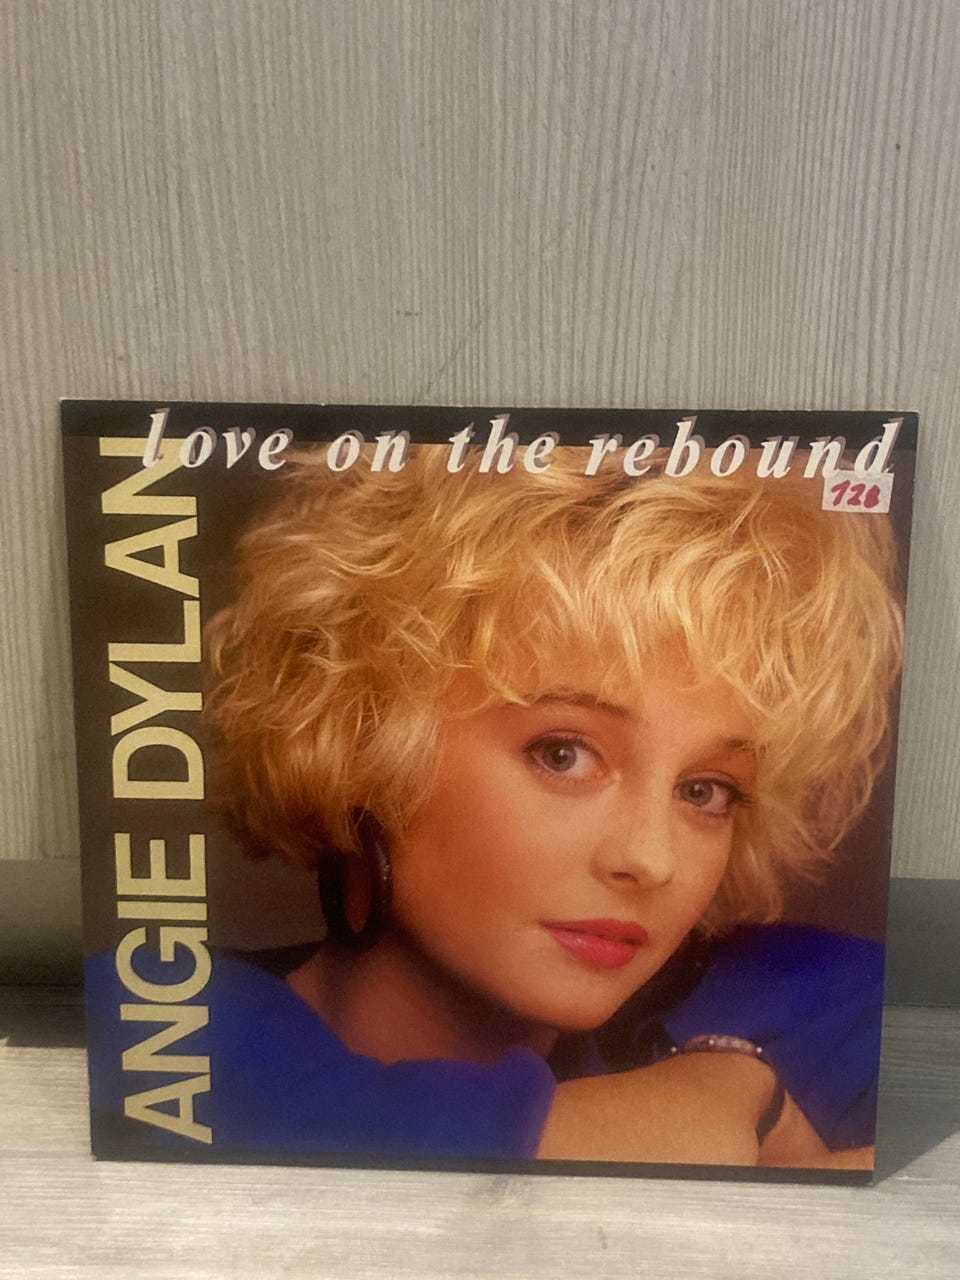 love on the rebound
128
ANGIE DYLAN